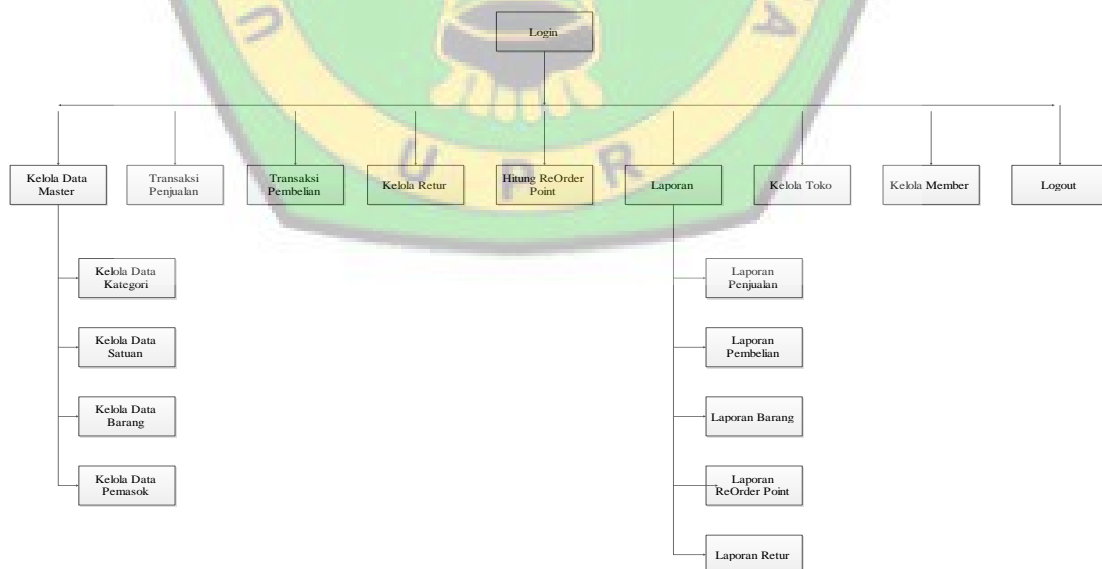 Login
Kelola Data
Master
Transaksi
Penjualan
Transaksi
Pembelian
Kelola Retur
Hitung ReOrder
Point
Laporan
Kelola Toko
Kelola Member
Logout
Kelola Data
Kategori
Kelola Data
Satuan
Kelola Data
Barang
Kelola Data
Pemasok
Laporan
Penjualan
Laporan
Pembelian
Laporan Barang
Laporan
ReOrder Point
Laporan Retur
U
A
U P R